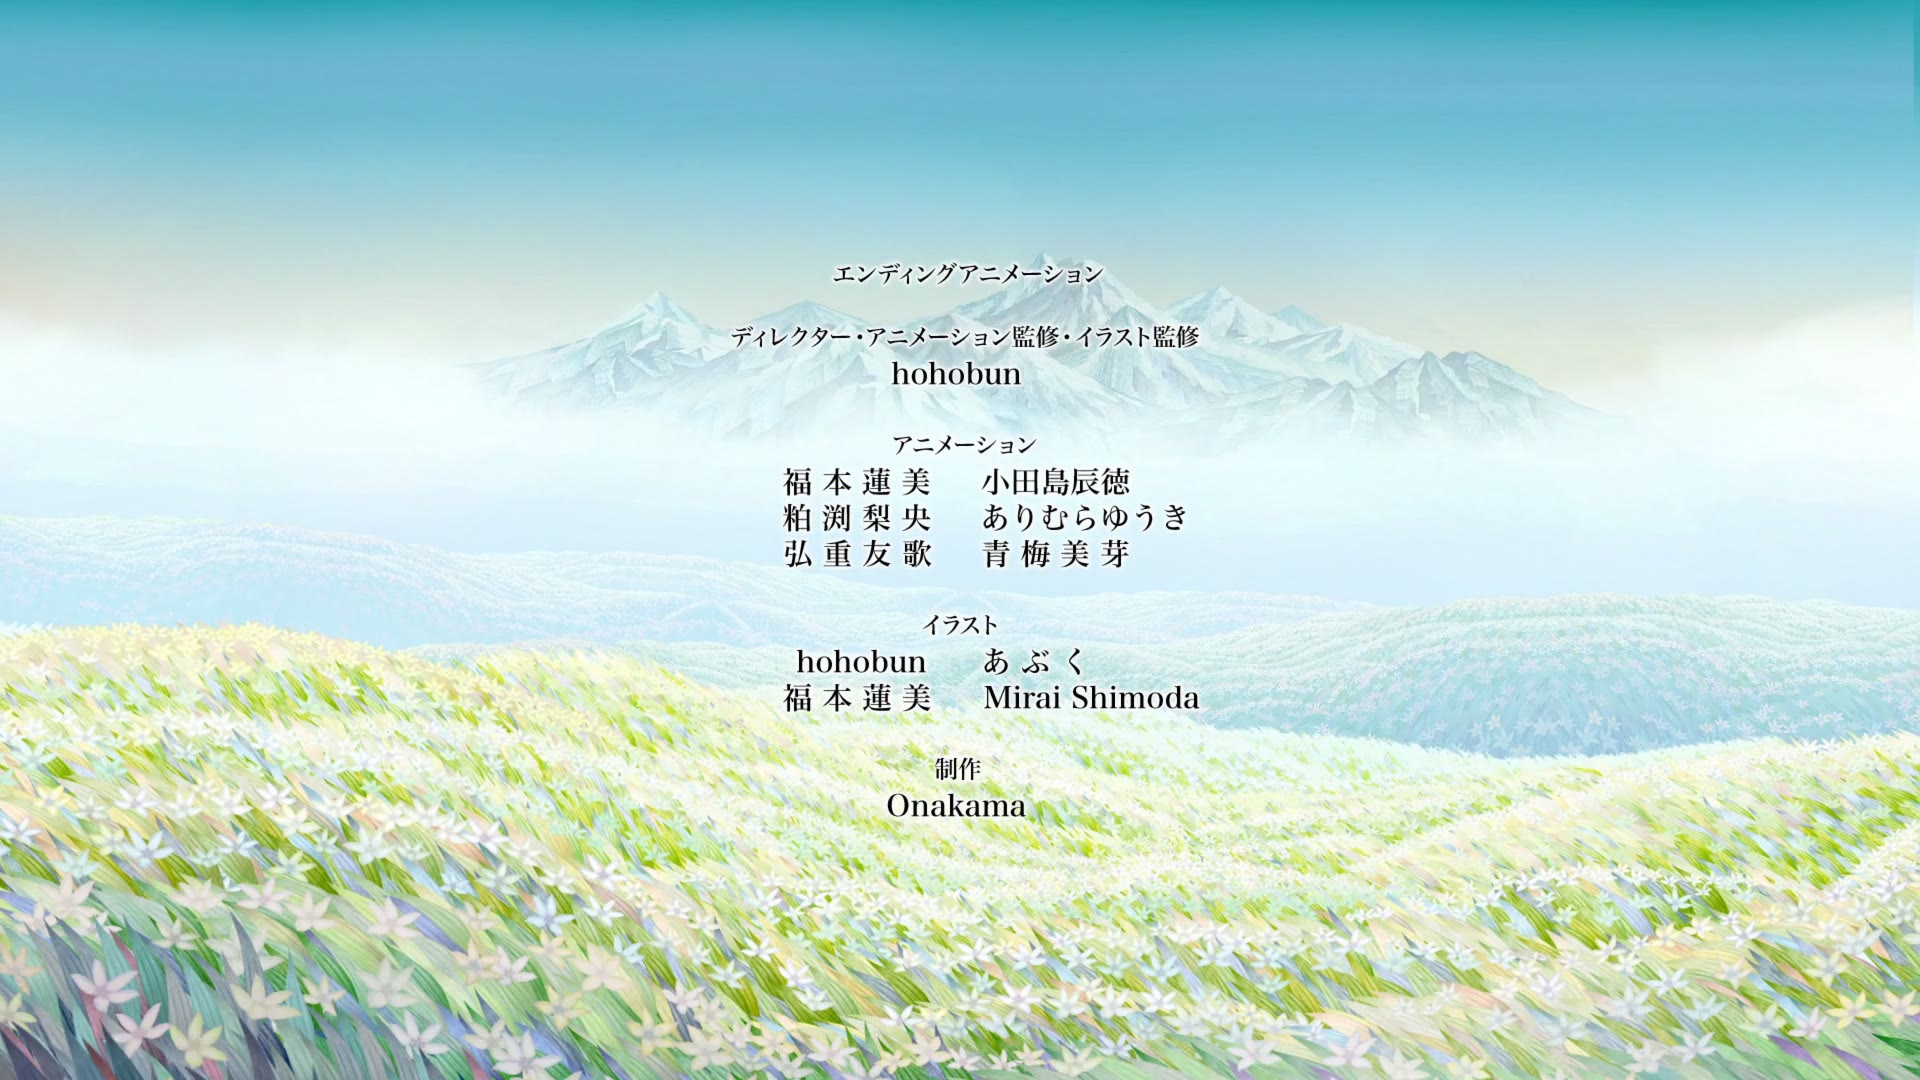 エンディングアニメーション
ディレクター・アニメーション監修・イラスト監修
hohobun
アニメーション
福本蓮美 小田島辰徳
粕渕梨央 ありむらゆうき
弘重友歌 青梅美芽
イラスト
hohobun あぶく
福本蓮美 Mirai Shimoda
制作
Onakama